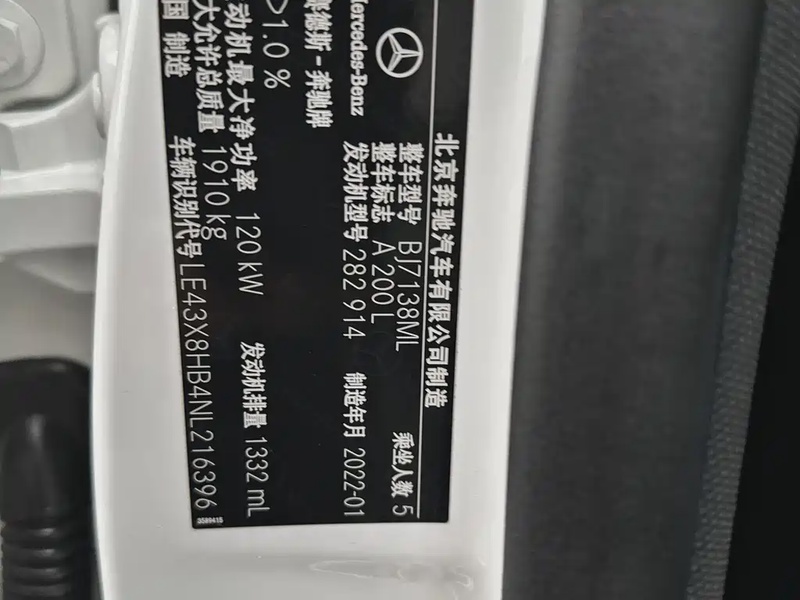 北京奔驰汽车有限公司制造
Mercedes-Benz
整车型号 BJ7138ML 乘坐人数 5
整车标志 A 200 L
发动机型号 282 914 制造年月 2022-01
赛德斯-奔驰牌
>1.0 %
动机最大净功率 120 kW 发动机排量 1332 mL
大允许总质量 1910 kg
国 制造 车辆识别代号 LE43X8HB4NL216396
3589415